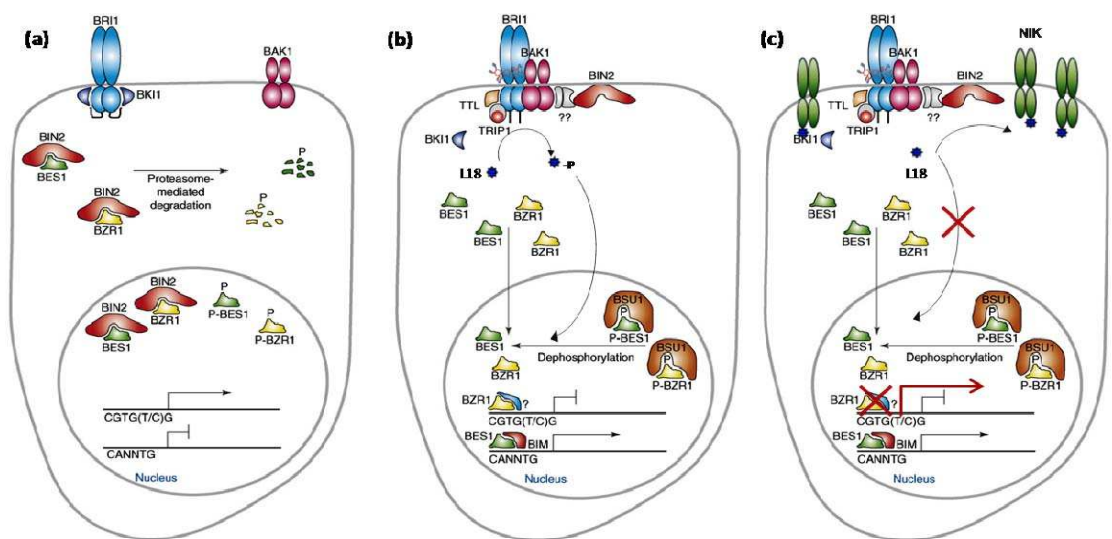 (a)
BRI1
BKI1
BAK1
BIN2
BES1
BIN2
BZR1
Proteasome-
mediated
degradation
P
P
BIN2
BES1
BIN2
BZR1
P
P-BES1
P
P-BZR1
CGTG(T/C)G
CANNTG
Nucleus
(b)
BRI1
BAK1
BIN2
TTL
TRIP1
??
BKI1
L18
-P
BES1
BES1
BZR1
BZR1
BSU1
P
P-BES1
BSU1
P
P-BZR1
BES1
Dephosphorylation
BZR1
BZR1
?
CGTG(T/C)G
BES1
BIM
CANNTG
Nucleus
(c)
BRI1
NIK
BAK1
BIN2
TTL
BKI1
TRIP1
??
L18
BES1
BES1
BZR1
BZR1
BSU1
P
P-BES1
BSU1
P
P-BZR1
BES1
Dephosphorylation
BZR1
BZR1
?
CGTG(T/C)G
BES1
BIM
CANNTG
Nucleus